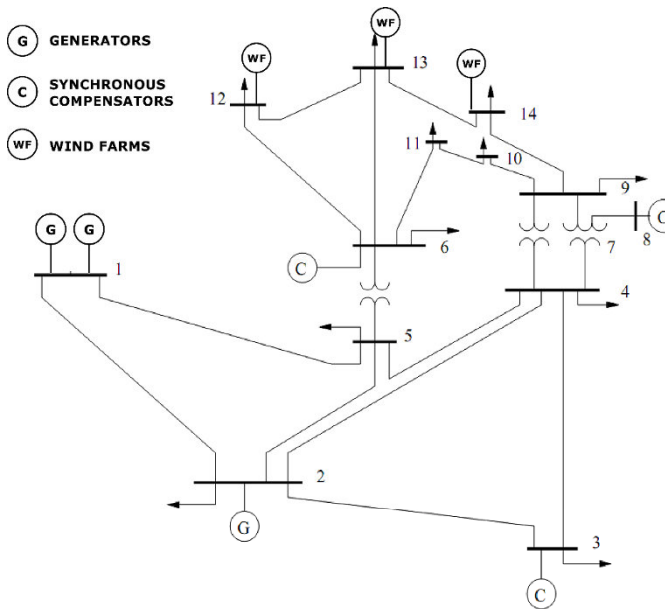 G GENERATORS
C SYNCHRONOUS COMPENSATORS
WF WIND FARMS
WF
WF
WF
13
12
14
11
10
9
G G
1
6
C
7
8
C
4
5
2
G
3
C